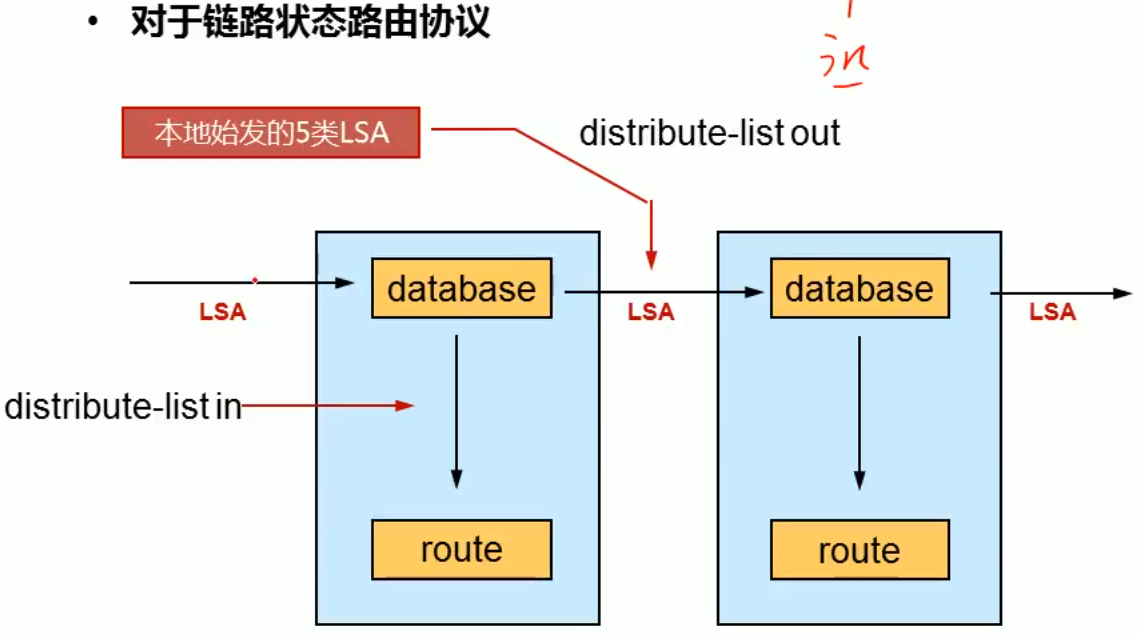 • 对于链路状态路由协议
in
本地始发的5类LSA
distribute-list out
database
database
LSA
LSA
LSA
distribute-list in
route
route